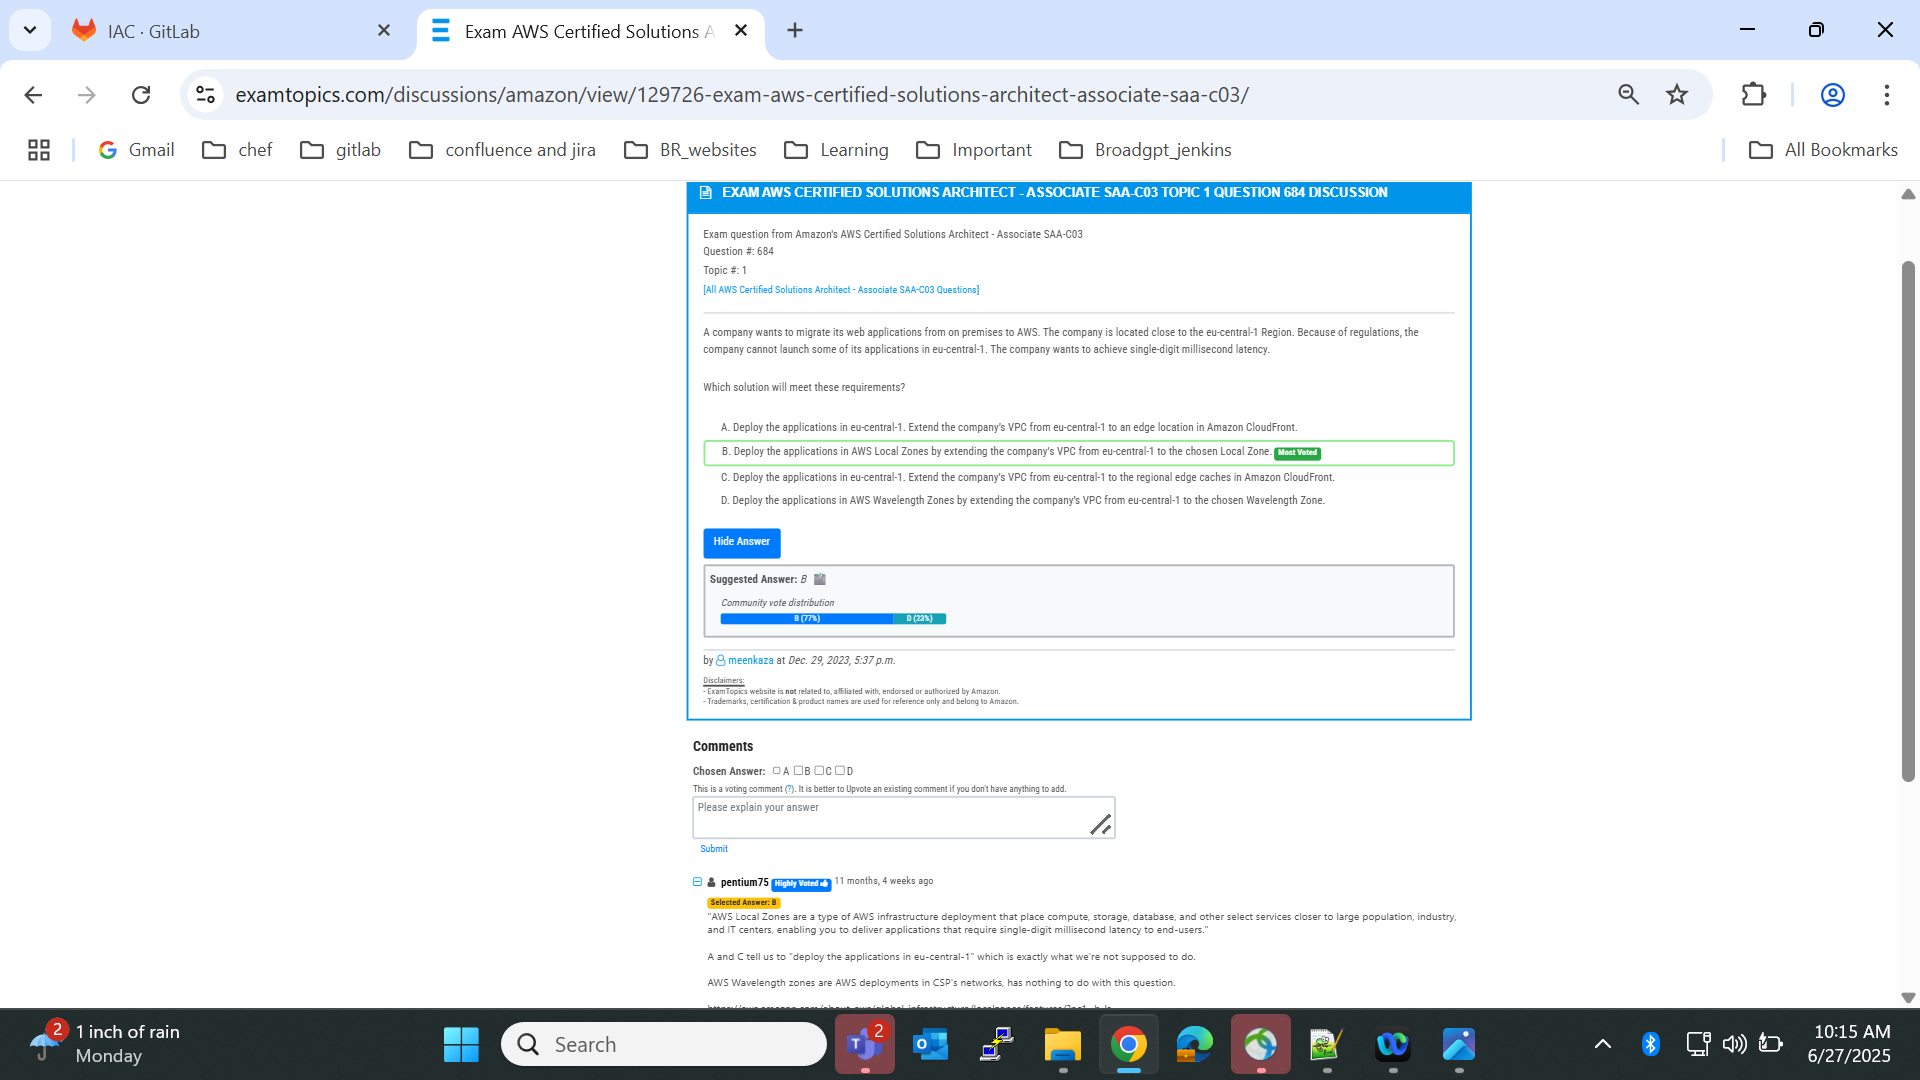 IAC · GitLab
Exam AWS Certified Solutions A
examtopics.com/discussions/amazon/view/129726-exam-aws-certified-solutions-architect-associate-saa-c03/
Gmail
chef
gitlab
confluence and jira
BR_websites
Learning
Important
Broadgpt_jenkins
All Bookmarks
EXAM AWS CERTIFIED SOLUTIONS ARCHITECT - ASSOCIATE SAA-C03 TOPIC 1 QUESTION 684 DISCUSSION
Exam question from Amazon's AWS Certified Solutions Architect - Associate SAA-C03
Question #: 684
Topic #: 1
[All AWS Certified Solutions Architect - Associate SAA-C03 Questions]
A company wants to migrate its web applications from on premises to AWS. The company is located close to the eu-central-1 Region. Because of regulations, the
company cannot launch some of its applications in eu-central-1. The company wants to achieve single-digit millisecond latency.
Which solution will meet these requirements?
A. Deploy the applications in eu-central-1. Extend the company's VPC from eu-central-1 to an edge location in Amazon CloudFront.
B. Deploy the applications in AWS Local Zones by extending the company's VPC from eu-central-1 to the chosen Local Zone. Most Voted
C. Deploy the applications in eu-central-1. Extend the company's VPC from eu-central-1 to the regional edge caches in Amazon CloudFront.
D. Deploy the applications in AWS Wavelength Zones by extending the company's VPC from eu-central-1 to the chosen Wavelength Zone.
Hide Answer
Suggested Answer: B
Community vote distribution
B (77%) D (23%)
by meenkaza at Dec. 29, 2023, 5:37 p.m.
Disclaimers:
- ExamTopics website is not related to, affiliated with, endorsed or authorized by Amazon.
- Trademarks, certification & product names are used for reference only and belong to Amazon.
Comments
Chosen Answer: A B C D
This is a voting comment (?). It is better to Upvote an existing comment if you don't have anything to add.
Please explain your answer
Submit
pentium75 Highly Voted 11 months, 4 weeks ago
Selected Answer: B
"AWS Local Zones are a type of AWS infrastructure deployment that place compute, storage, database, and other select services closer to large population, industry,
and IT centers, enabling you to deliver applications that require single-digit millisecond latency to end-users."
A and C tell us to "deploy the applications in eu-central-1" which is exactly what we're not supposed to do.
AWS Wavelength zones are AWS deployments in CSP's networks, has nothing to do with this question.
2
1 inch of rain
Monday
Search
2
10:15 AM
6/27/2025